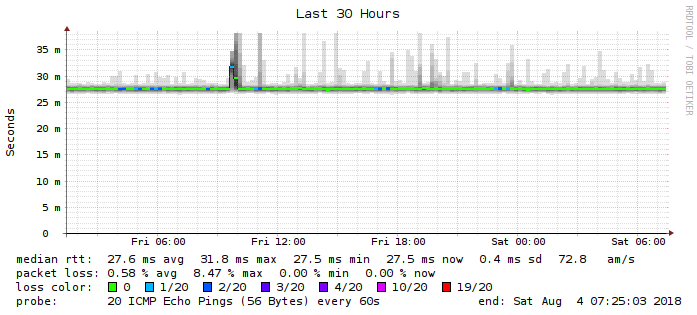 Last 30 Hours
RRDTOOL / TOBI OETIKER
Seconds
35 m
30 m
25 m
20 m
15 m
10 m
5 m
0
Fri 06:00 Fri 12:00 Fri 18:00 Sat 00:00 Sat 06:00
median rtt: 27.6 ms avg 31.8 ms max 27.5 ms min 27.5 ms now 0.4 ms sd 72.8 am/s
packet loss: 0.58 % avg 8.47 % max 0.00 % min 0.00 % now
loss color: 0 1/20 2/20 3/20 4/20 10/20 19/20
probe: 20 ICMP Echo Pings (56 Bytes) every 60s end: Sat Aug 4 07:25:03 2018